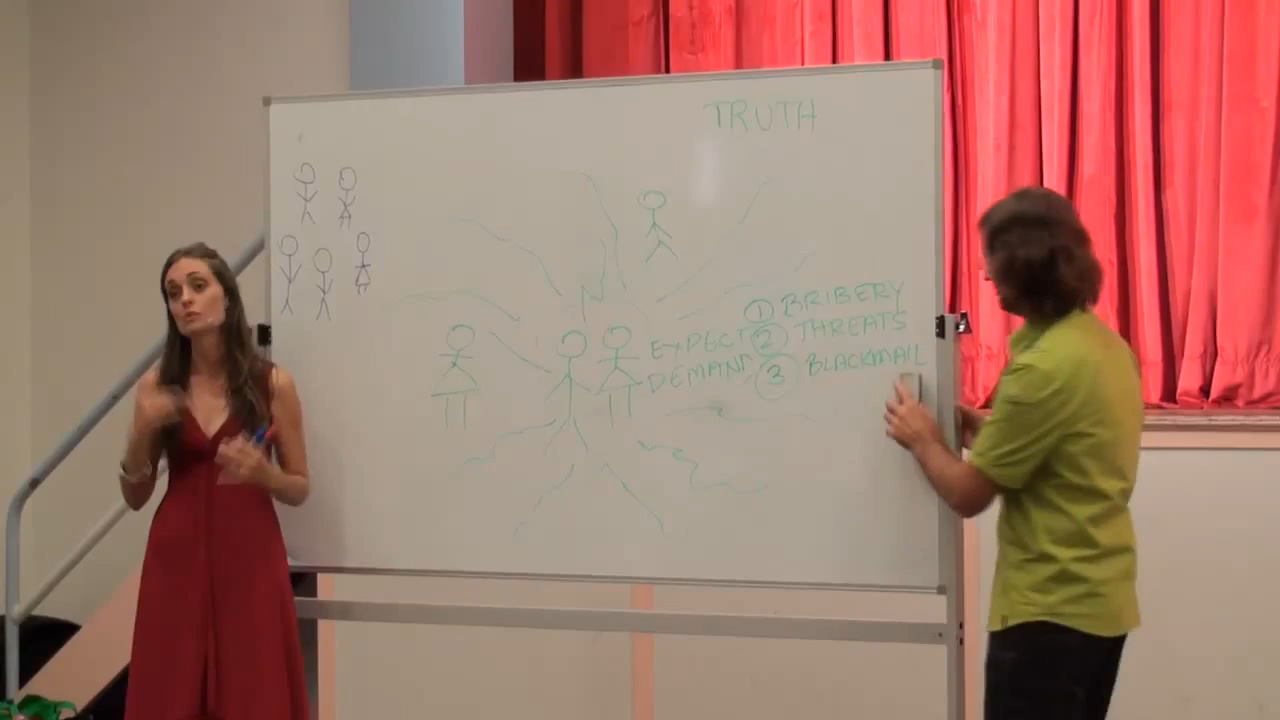 TRUTH
① BRIBERY
EXPECT ② THREATS
DEMAND ③ BLACKMAIL